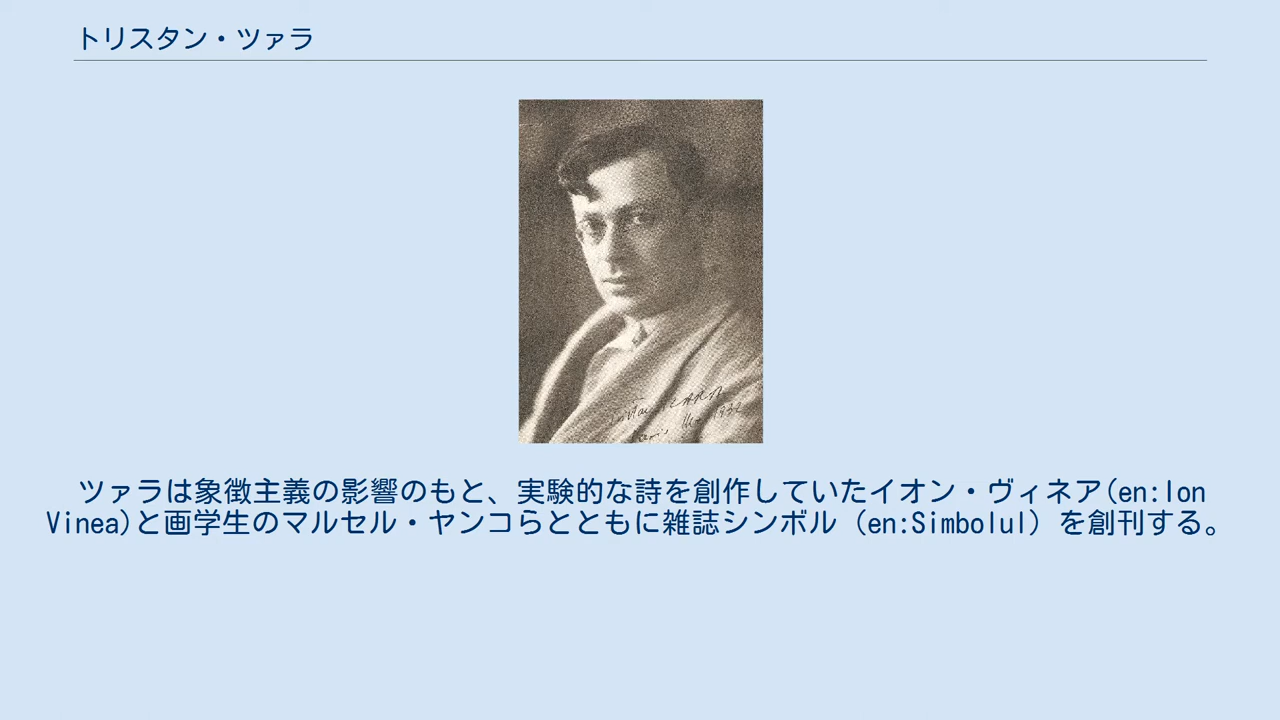 トリスタン・ツァラ
ツァラは象徴主義の影響のもと、実験的な詩を創作していたイオン・ヴィネア(en:Ion
Vinea)と画学生のマルセル・ヤンコらとともに雑誌シンボル（en:Simbolul）を創刊する。